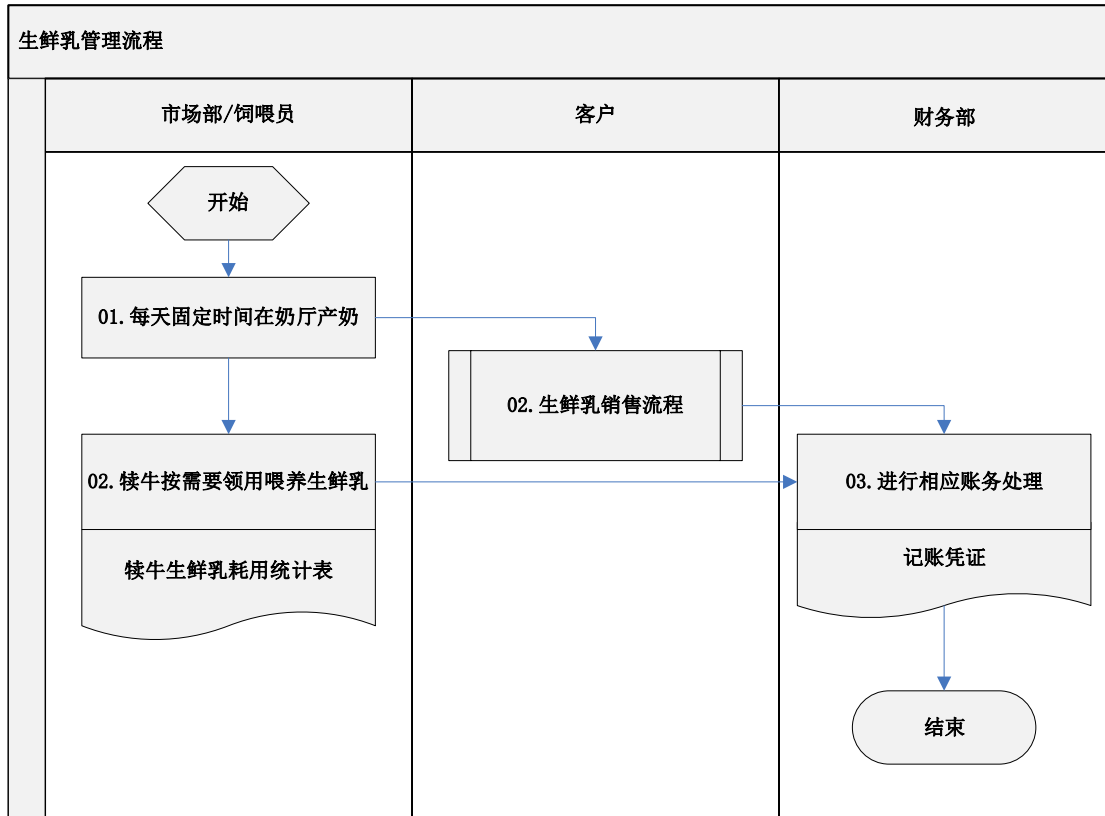 生鲜乳管理流程
市场部/饲喂员
客户
财务部
开始
01.每天固定时间在奶厅产奶
02.生鲜乳销售流程
02.犊牛按需要领用喂养生鲜乳
03.进行相应账务处理
犊牛生鲜乳耗用统计表
记账凭证
结束